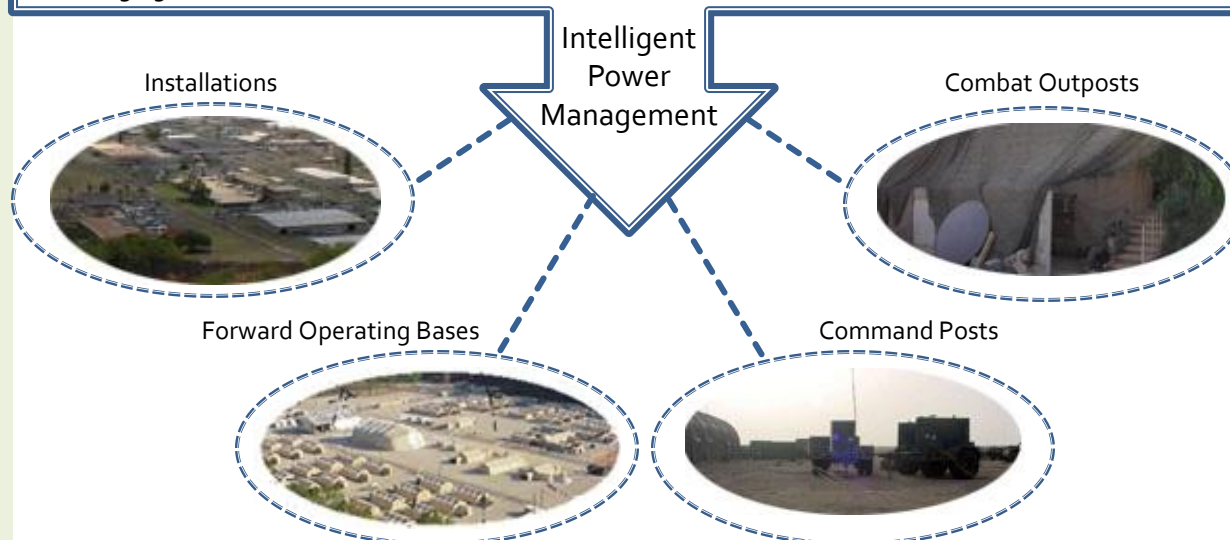 Intelligent
Power
Management
Installations
Combat Outposts
Forward Operating Bases
Command Posts